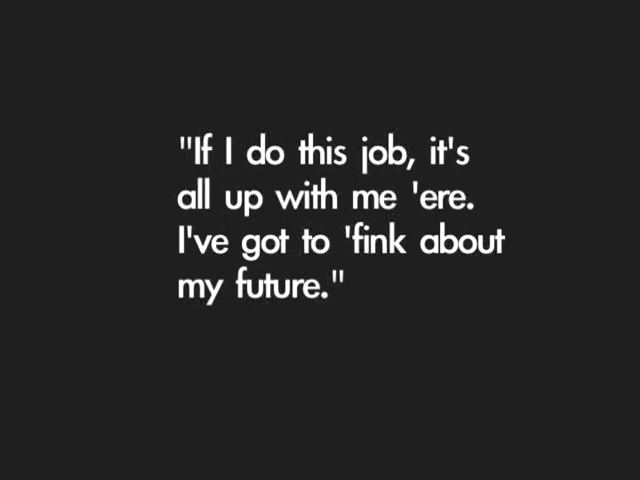 "If I do this job, it's
all up with me 'ere.
I've got to 'fink about
my future."